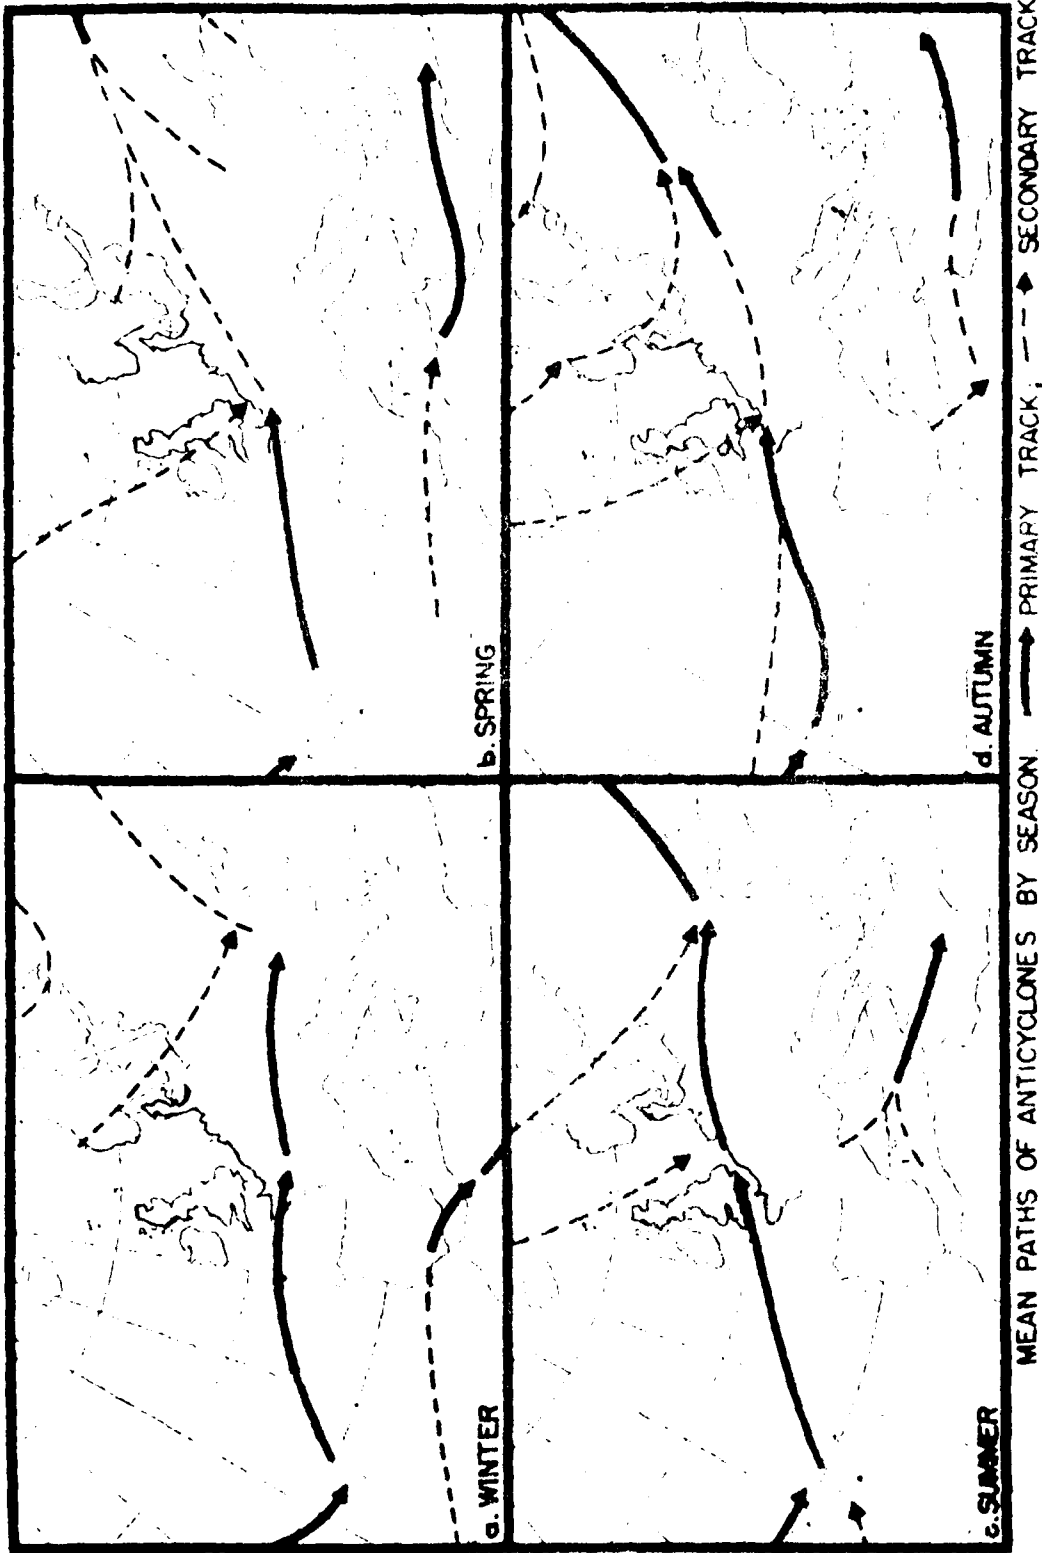 a. WINTER
b. SPRING
c. SUMMER
d. AUTUMN
MEAN PATHS OF ANTICYCLONES BY SEASON. PRIMARY TRACK; SECONDARY TRACK